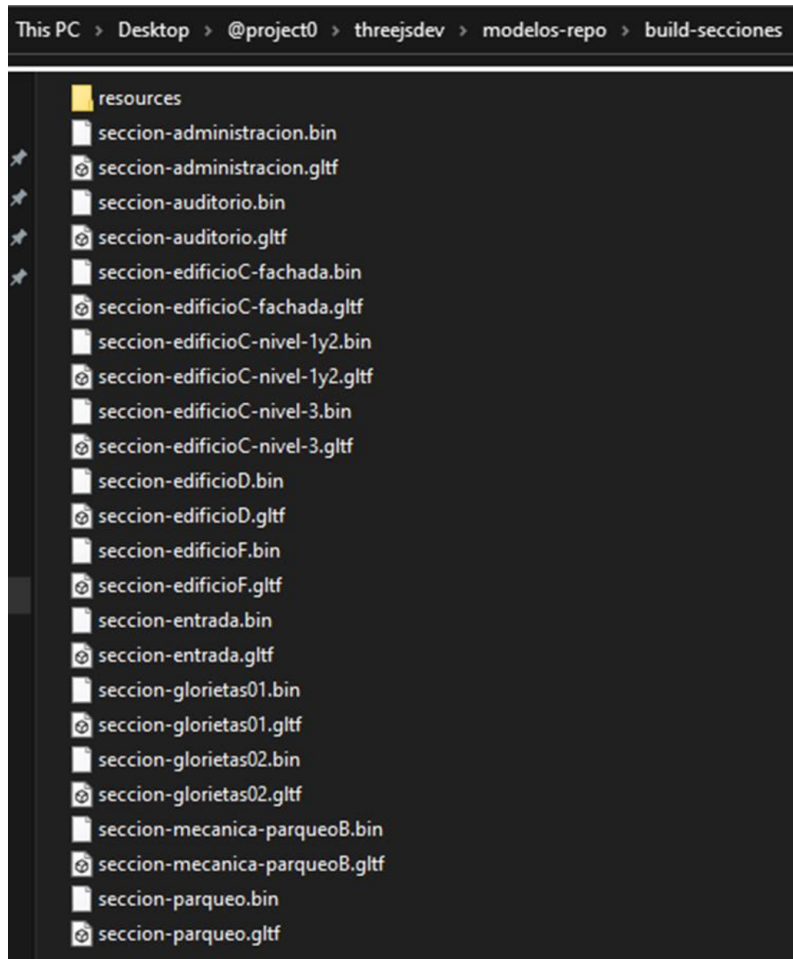 This PC > Desktop > @project0 > threejsdev > modelos-repo > build-secciones
resources
seccion-administracion.bin
seccion-administracion.gltf
seccion-auditorio.bin
seccion-auditorio.gltf
seccion-edificioC-fachada.bin
seccion-edificioC-fachada.gltf
seccion-edificioC-nivel-1y2.bin
seccion-edificioC-nivel-1y2.gltf
seccion-edificioC-nivel-3.bin
seccion-edificioC-nivel-3.gltf
seccion-edificioD.bin
seccion-edificioD.gltf
seccion-edificioF.bin
seccion-edificioF.gltf
seccion-entrada.bin
seccion-entrada.gltf
seccion-glorietas01.bin
seccion-glorietas01.gltf
seccion-glorietas02.bin
seccion-glorietas02.gltf
seccion-mecanica-parqueoB.bin
seccion-mecanica-parqueoB.gltf
seccion-parqueo.bin
seccion-parqueo.gltf